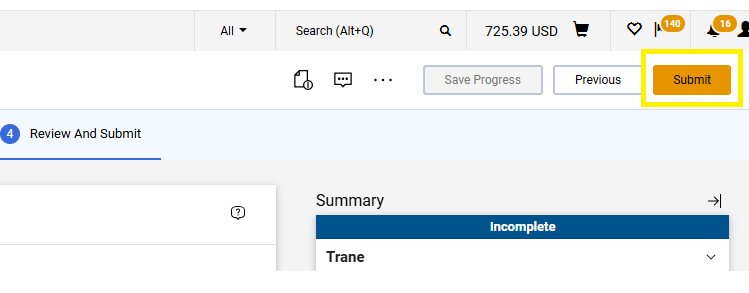 All Search (Alt+Q) 725.39 USD 140 16
Save Progress Previous Submit
4 Review And Submit
Summary
Incomplete
Trane